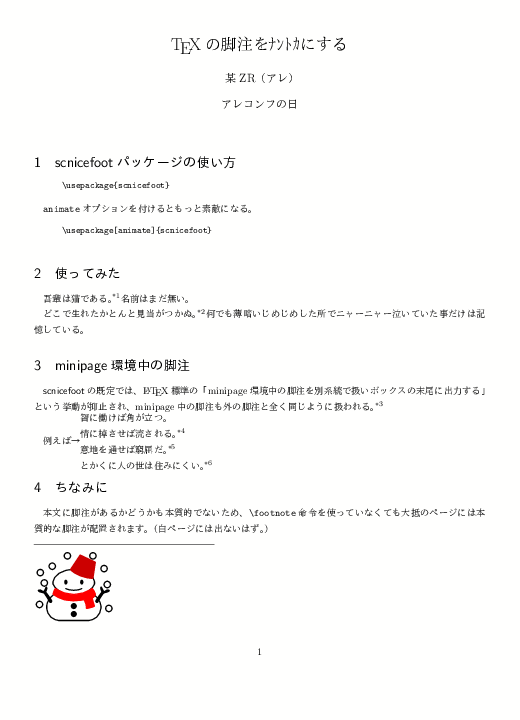 TEX の脚注をﾅﾝﾄｶにする
某 ZR（アレ）
アレコンフの日
1 scnicefoot パッケージの使い方
\usepackage{scnicefoot}
animate オプションを付けるともっと素敵になる。
\usepackage[animate]{scnicefoot}
2 使ってみた
吾輩は猫である。*1 名前はまだ無い。
どこで生れたかとんと見当がつかぬ。*2 何でも薄暗いじめじめした所でニャーニャー泣いていた事だけは記
憶している。
3 minipage 環境中の脚注
scnicefoot の既定では、LATEX 標準の「minipage 環境中の脚注を別系統で扱いボックスの末尾に出力する」
という挙動が抑止され、minipage 中の脚注も外の脚注と全く同じように扱われる。*3
智に働けば角が立つ。
情に棹させば流される。*4
例えば→
意地を通せば窮屈だ。*5
とかくに人の世は住みにくい。*6
4 ちなみに
本文に脚注があるかどうかも本質的でないため、\footnote 命令を使っていなくても大抵のページには本
質的な脚注が配置されます。（白ページには出ないはず。）
1